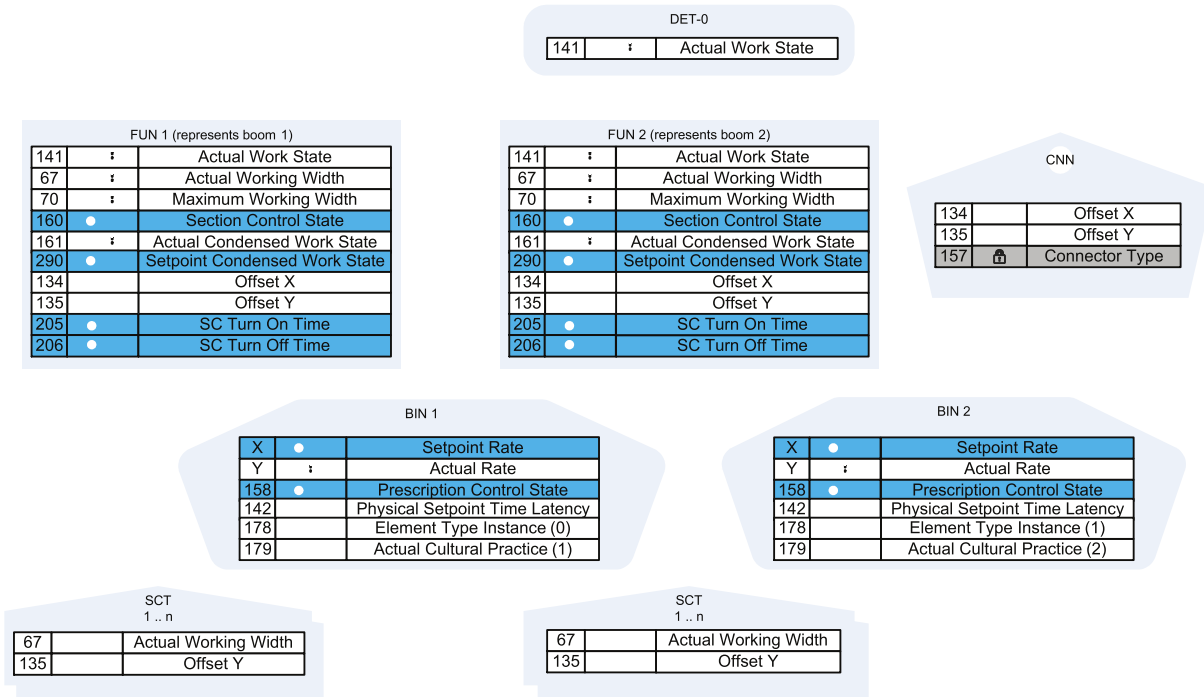 DET-0
141 Actual Work State
FUN 1 (represents boom 1)
141 Actual Work State
67 Actual Working Width
70 Maximum Working Width
160 Section Control State
161 Actual Condensed Work State
290 Setpoint Condensed Work State
134 Offset X
135 Offset Y
205 SC Turn On Time
206 SC Turn Off Time
FUN 2 (represents boom 2)
141 Actual Work State
67 Actual Working Width
70 Maximum Working Width
160 Section Control State
161 Actual Condensed Work State
290 Setpoint Condensed Work State
134 Offset X
135 Offset Y
205 SC Turn On Time
206 SC Turn Off Time
CNN
134 Offset X
135 Offset Y
157 Connector Type
BIN 1
X Setpoint Rate
Y Actual Rate
158 Prescription Control State
142 Physical Setpoint Time Latency
178 Element Type Instance (0)
179 Actual Cultural Practice (1)
BIN 2
X Setpoint Rate
Y Actual Rate
158 Prescription Control State
142 Physical Setpoint Time Latency
178 Element Type Instance (1)
179 Actual Cultural Practice (2)
SCT
1 .. n
67 Actual Working Width
135 Offset Y
SCT
1 .. n
67 Actual Working Width
135 Offset Y